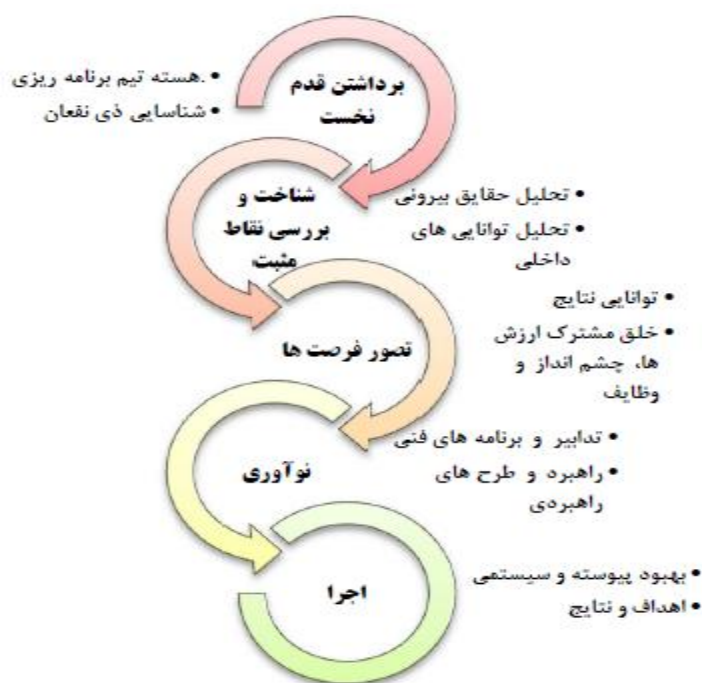 برداشتن قدم
نخست
• .هسته تیم برنامه ریزی
• شناسایی ذی نفعان
شناخت و
بررسی نقاط
مثبت
• تحلیل حقایق بیرونی
• تحلیل توانایی های
داخلی
تصور فرصت ها
• توانایی نتایج
• خلق مشترک ارزش
ها، چشم انداز و
وظایف
نوآوری
• تدابیر و برنامه های فنی
• راهبرد و طرح های
راهبردی
اجرا
• بهبود پیوسته و سیستمی
• اهداف و نتایج